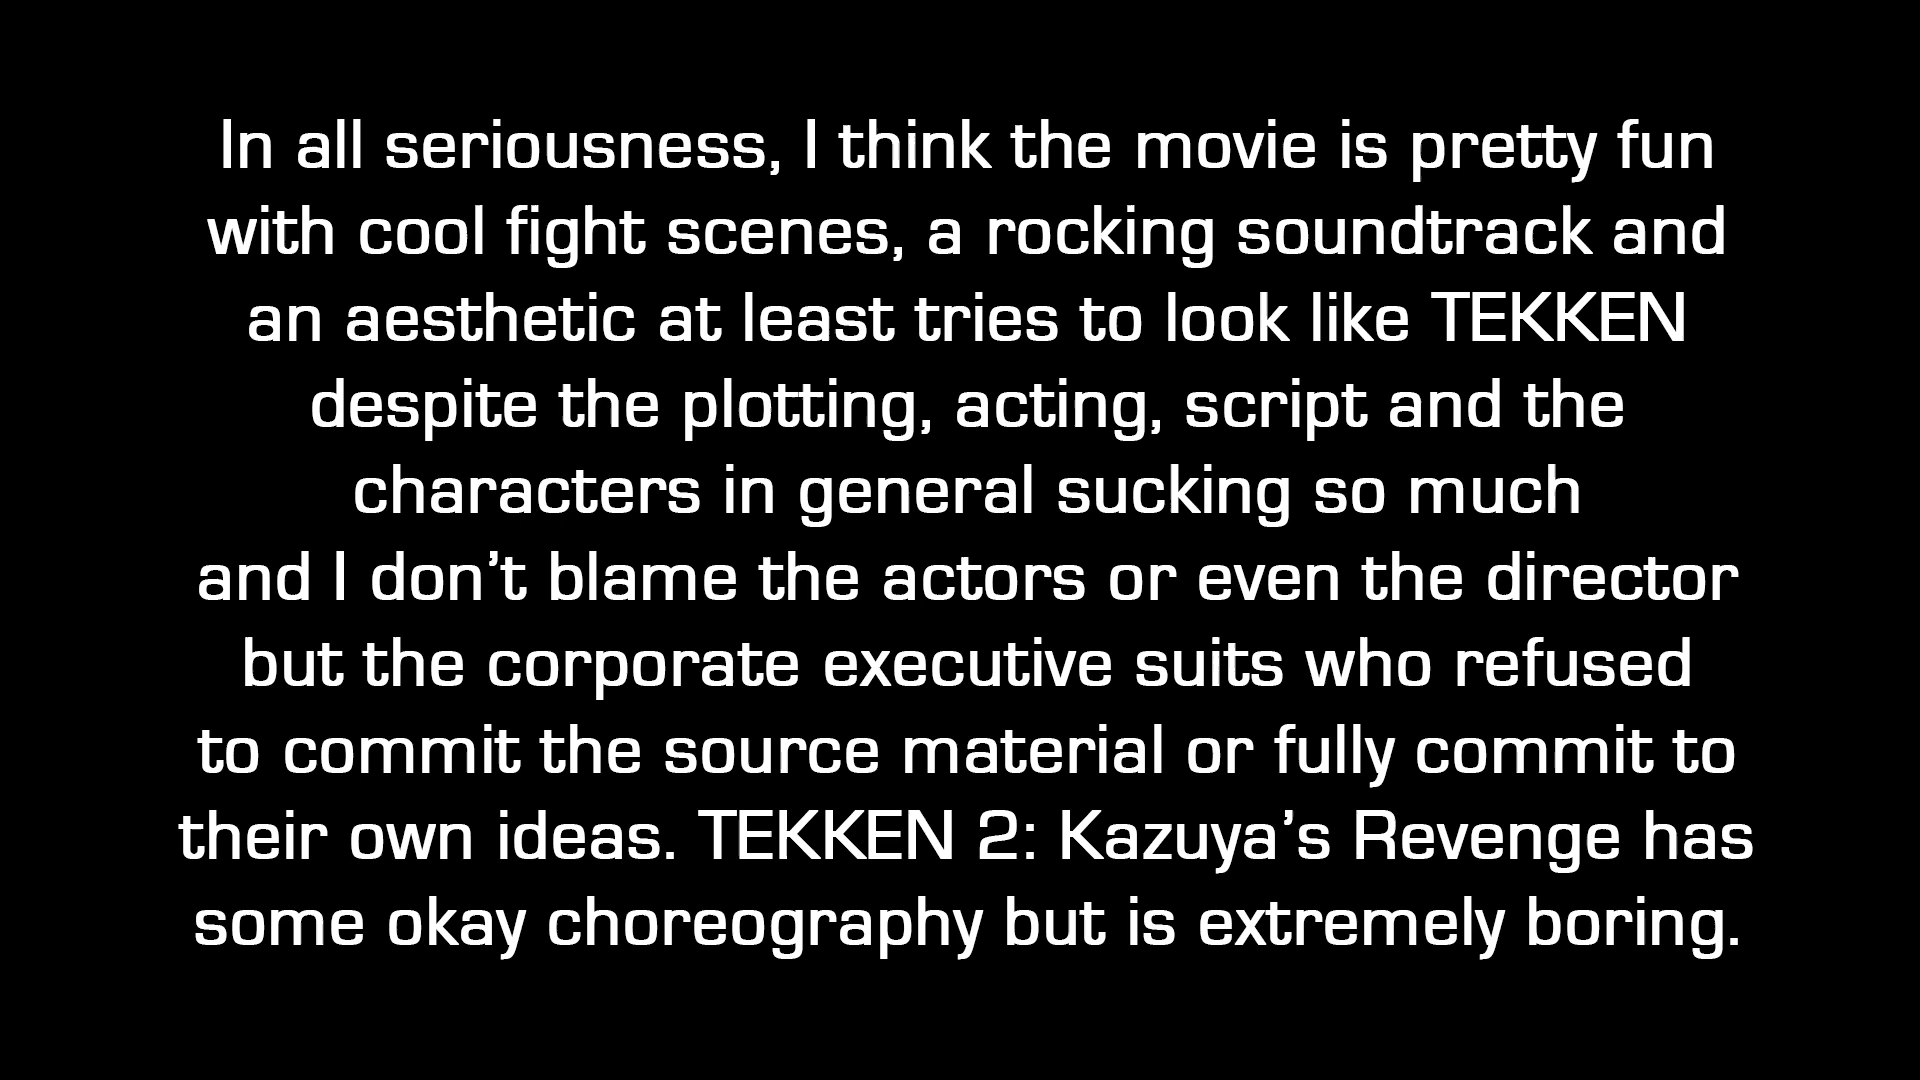 In all seriousness, I think the movie is pretty fun
with cool fight scenes, a rocking soundtrack and
an aesthetic at least tries to look like TEKKEN
despite the plotting, acting, script and the
characters in general sucking so much
and I don’t blame the actors or even the director
but the corporate executive suits who refused
to commit the source material or fully commit to
their own ideas. TEKKEN 2: Kazuya’s Revenge has
some okay choreography but is extremely boring.